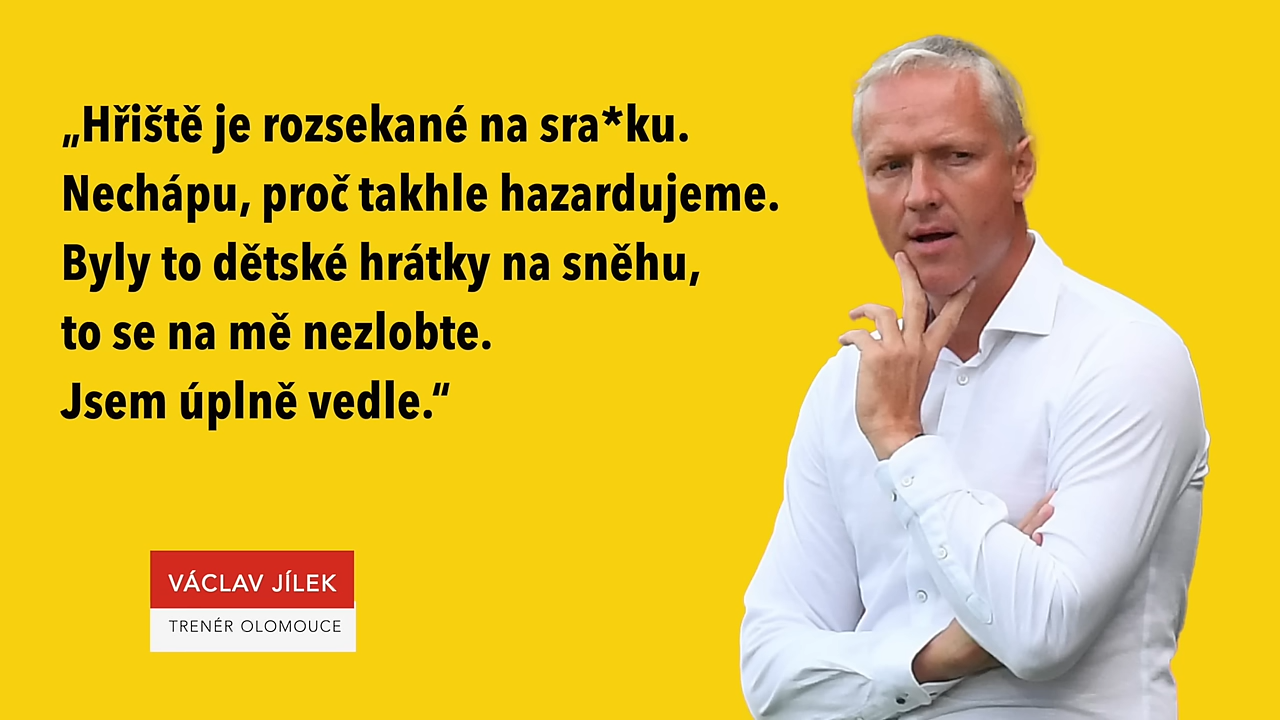 „Hřiště je rozsekané na sra*ku.
Nechápu, proč takhle hazardujeme.
Byly to dětské hrátky na sněhu,
to se na mě nezlobte.
Jsem úplně vedle.“
VÁCLAV JÍLEK
TRENÉR OLOMOUCE